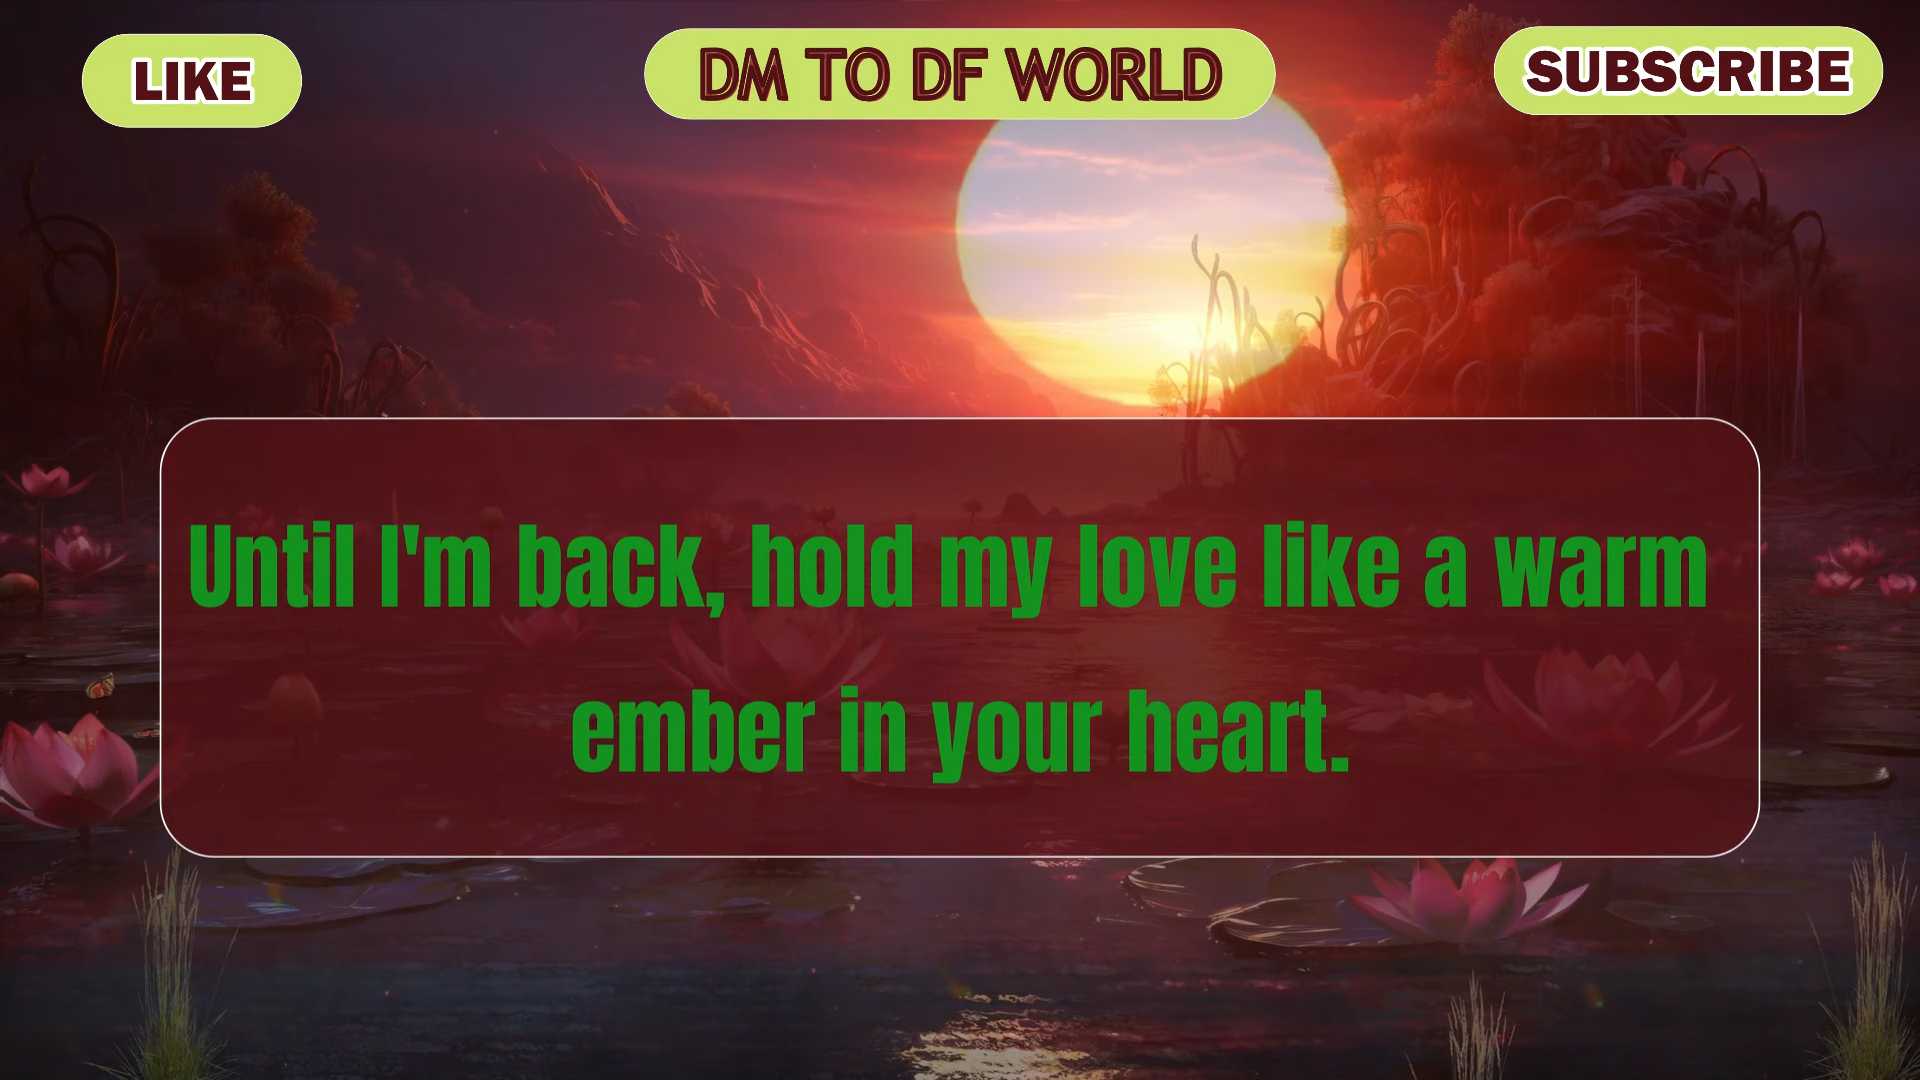 LIKE
DM TO DF WORLD
SUBSCRIBE
Until I'm back, hold my love like a warm
ember in your heart.